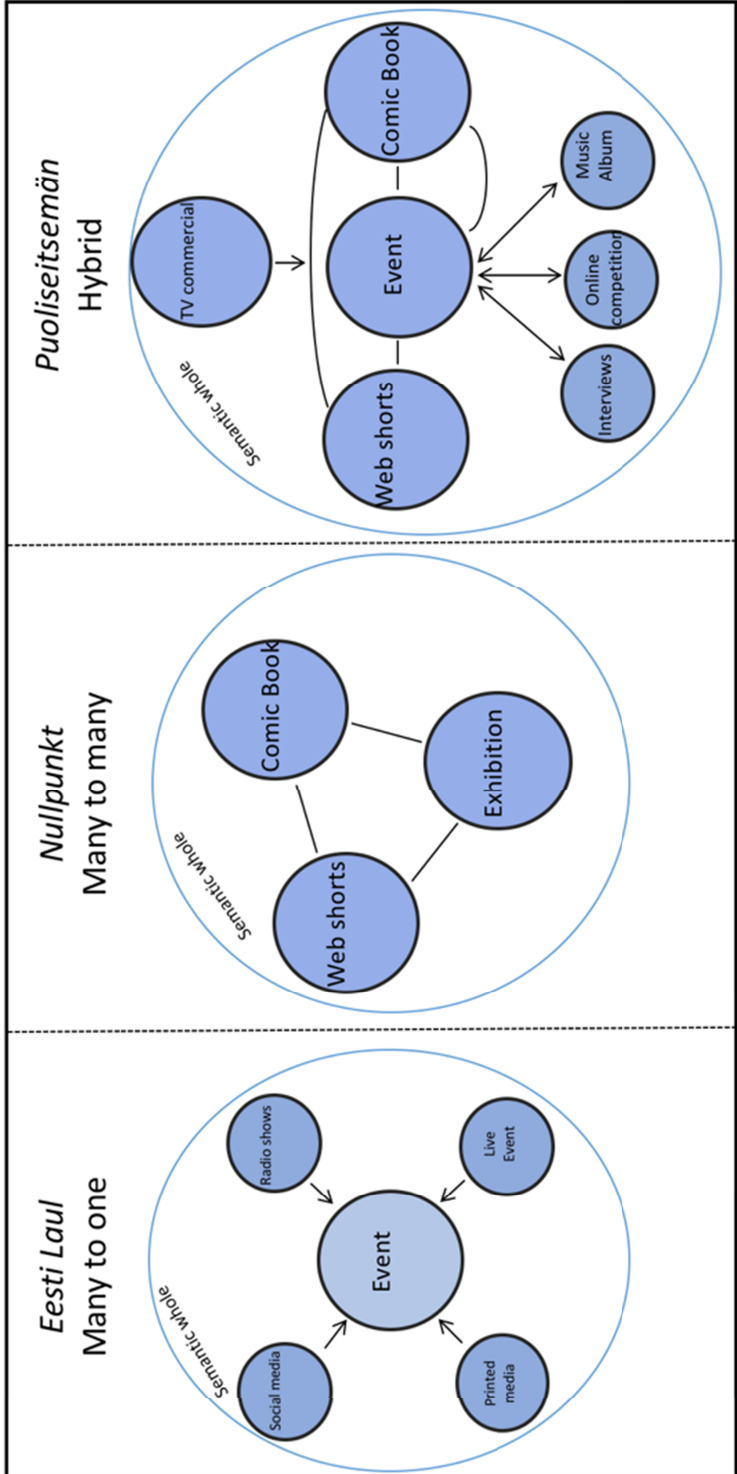 Eesti Laul
Many to one
Semantic whole
Social media
Radio shows
Event
Printed
media
Live
Event
Nullpunkt
Many to many
Semantic whole
Comic Book
Web shorts
Exhibition
Puoliseitsemän
Hybrid
Semantic whole
TV commercial
Web shorts
Event
Comic Book
Interviews
Online
competition
Music
Album